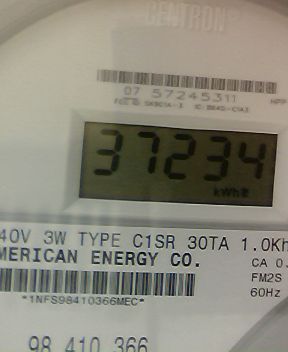 CENTRON®
07 57245311
37234
kWh
40V 3W TYPE C1SR 30TA 1.0Kh
MERICAN ENERGY CO.
CA 0.
FM2S
60Hz
*1NFS98410366MEC*
98 410 366